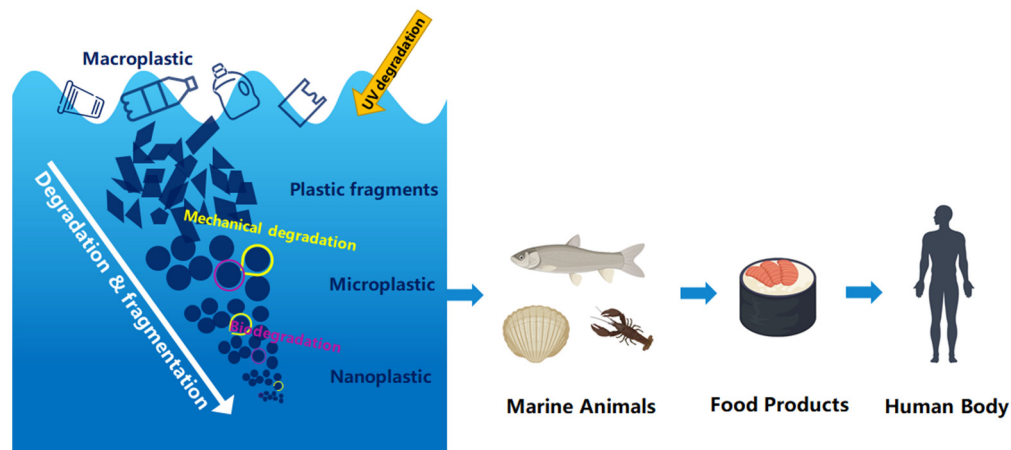 Macroplastic
UV degradation
Plastic fragments
Mechanical degradation
Degradation & fragmentation
Microplastic
Biodegradation
Nanoplastic
Marine Animals
Food Products
Human Body